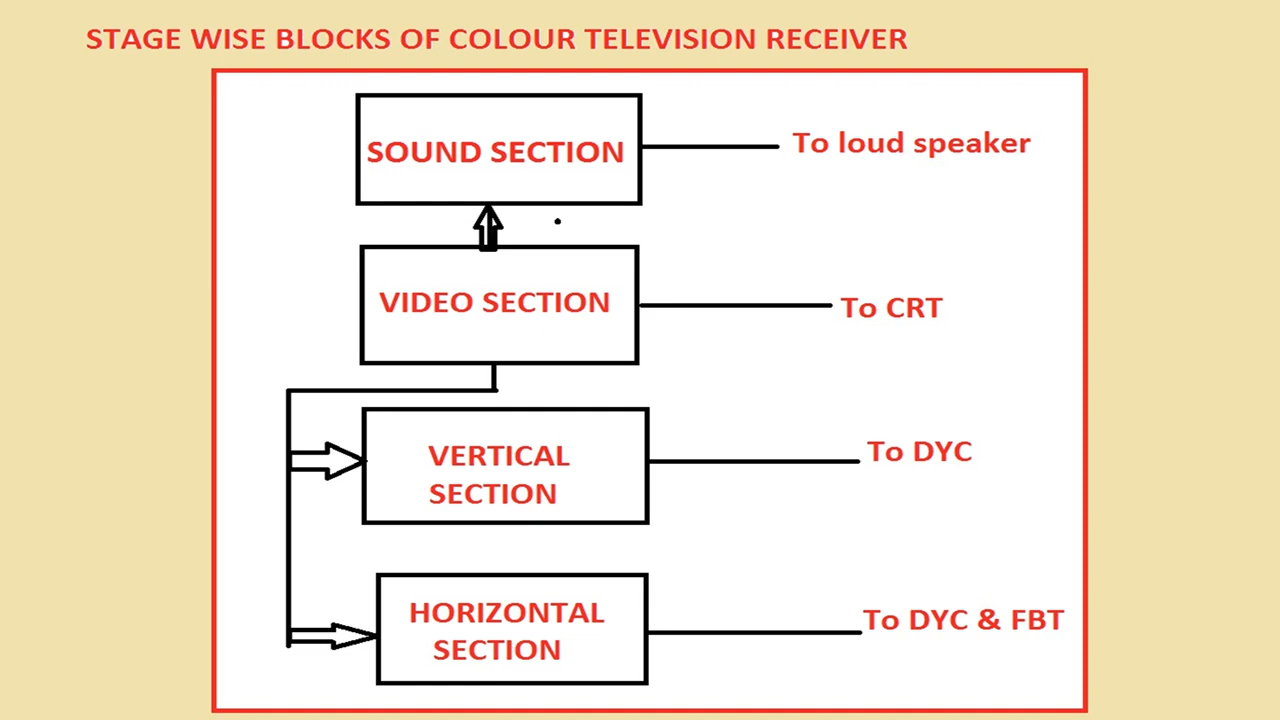 STAGE WISE BLOCKS OF COLOUR TELEVISION RECEIVER
SOUND SECTION
To loud speaker
VIDEO SECTION
To CRT
VERTICAL
SECTION
To DYC
HORIZONTAL
SECTION
To DYC & FBT